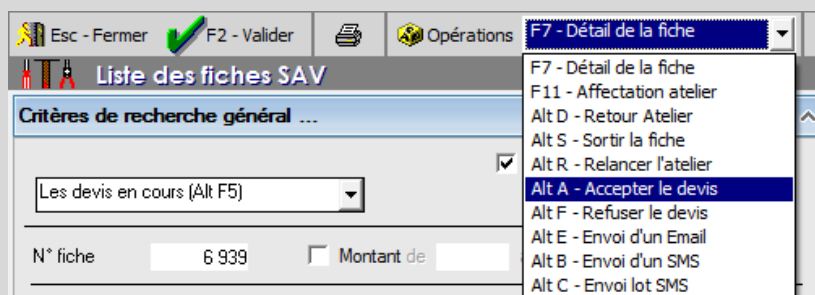 Esc - Fermer F2 - Valider Opérations F7 - Détail de la fiche
Liste des fiches SAV
F7 - Détail de la fiche
F11 - Affectation atelier
Alt D - Retour Atelier
Alt S - Sortir la fiche
Alt R - Relancer l'atelier
Alt A - Accepter le devis
Alt F - Refuser le devis
Alt E - Envoi d'un Email
Alt B - Envoi d'un SMS
Alt C - Envoi lot SMS
Critères de recherche général ...
Les devis en cours (Alt F5)
N° fiche 6 939 Montant de